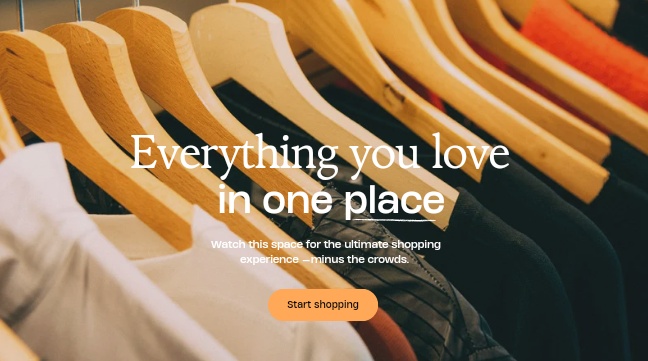 Everything you love
in one place
Watch this space for the ultimate shopping
experience – minus the crowds.
Start shopping